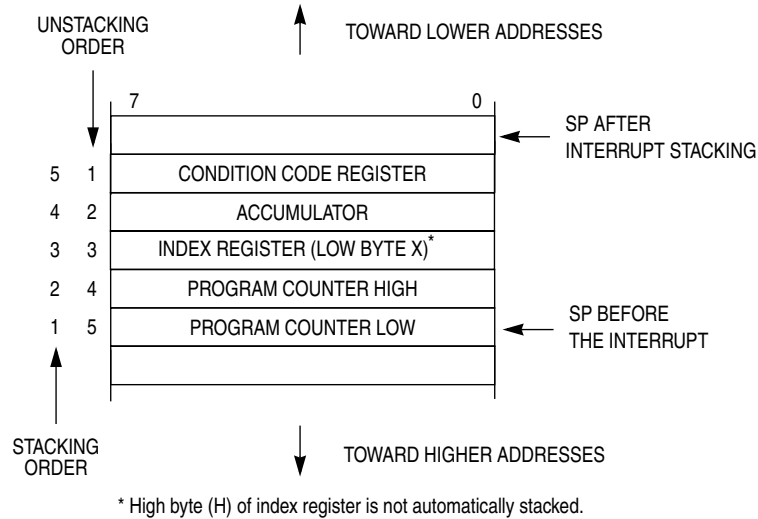 UNSTACKING
ORDER
TOWARD LOWER ADDRESSES
7 0
SP AFTER
INTERRUPT STACKING
5 1 CONDITION CODE REGISTER
4 2 ACCUMULATOR
3 3 INDEX REGISTER (LOW BYTE X)*
2 4 PROGRAM COUNTER HIGH
1 5 PROGRAM COUNTER LOW
SP BEFORE
THE INTERRUPT
STACKING
ORDER
TOWARD HIGHER ADDRESSES
* High byte (H) of index register is not automatically stacked.